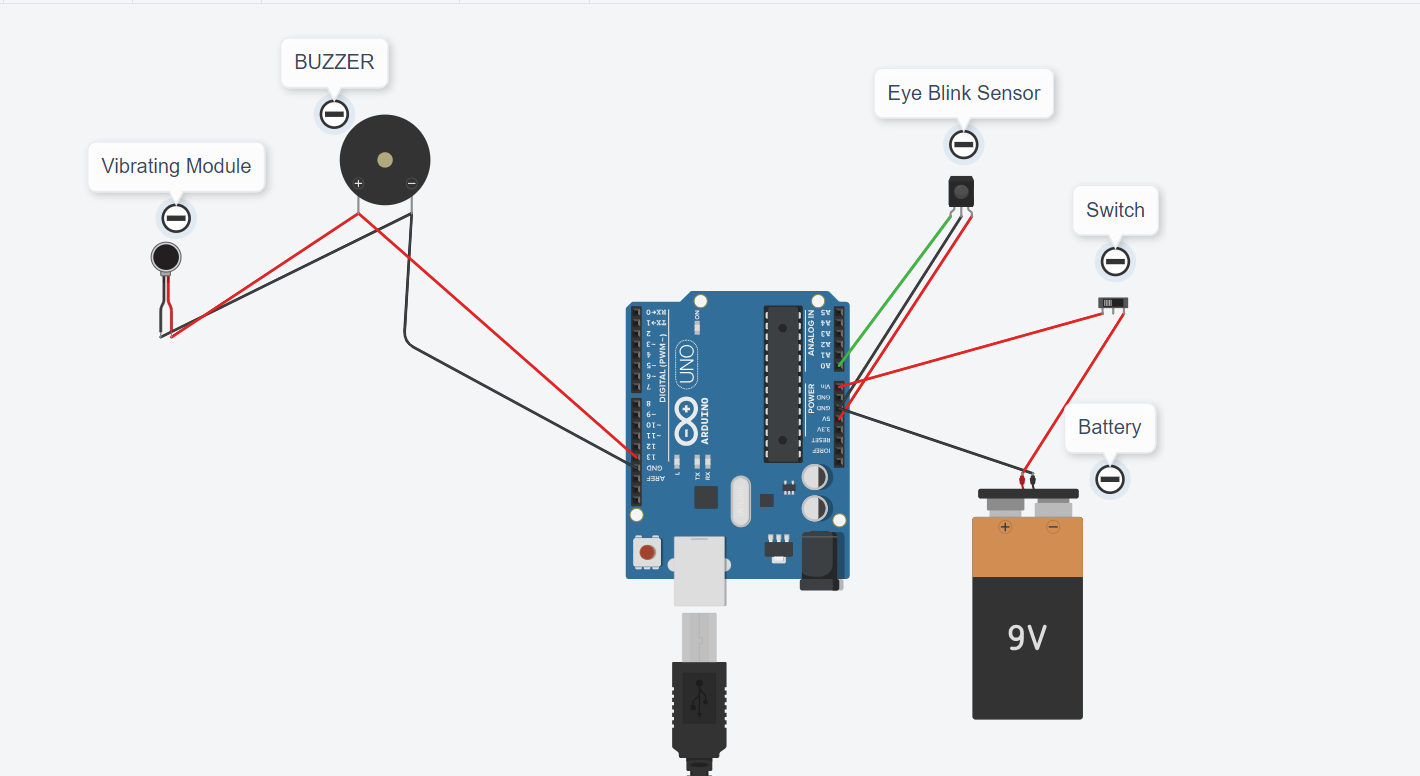 BUZZER
Eye Blink Sensor
Vibrating Module
Switch
Battery
RX←0
TX→1
2
~3
4
~5
~6
7
8
~9
~10
~11
12
13
GND
AREF
DIGITAL (PWM~)
ON
UNO
ARDUINO
L
TX
RX
ANALOG IN
A5
A4
A3
A2
A1
A0
POWER
Vin
GND
GND
5V
3.3V
RESET
IOREF
+
−
+
−
9V